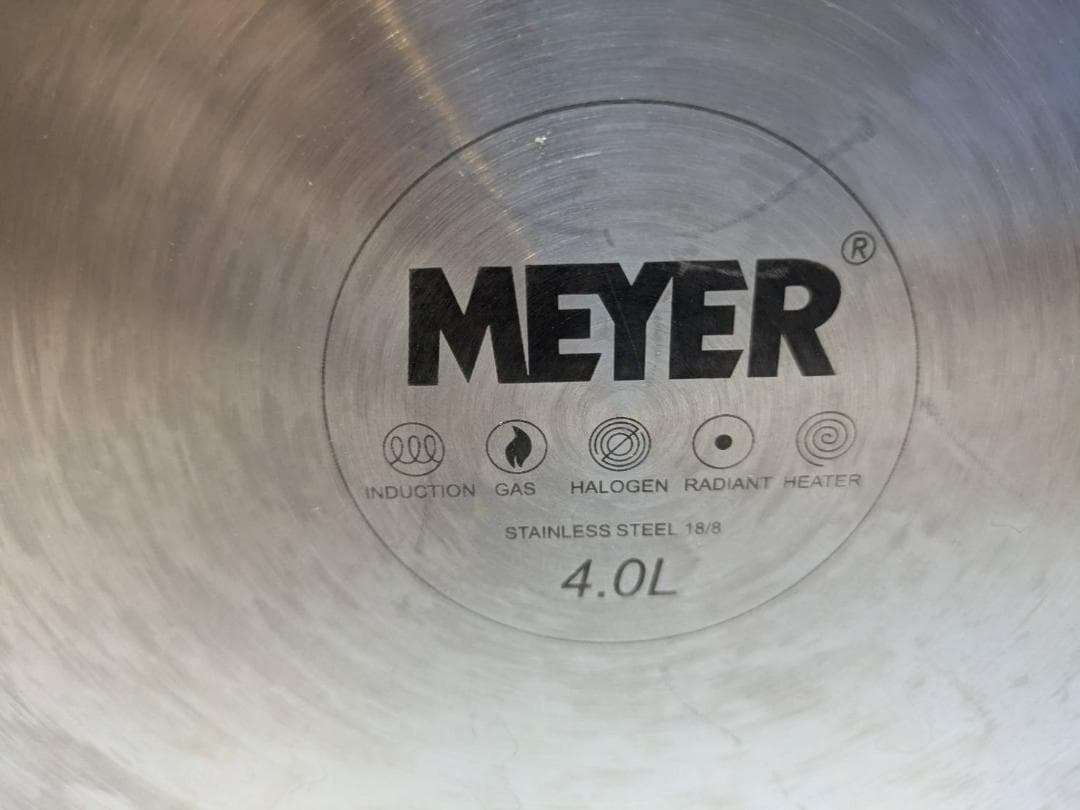 MEYER®
INDUCTION GAS HALOGEN RADIANT HEATER
STAINLESS STEEL 18/8
4.0L